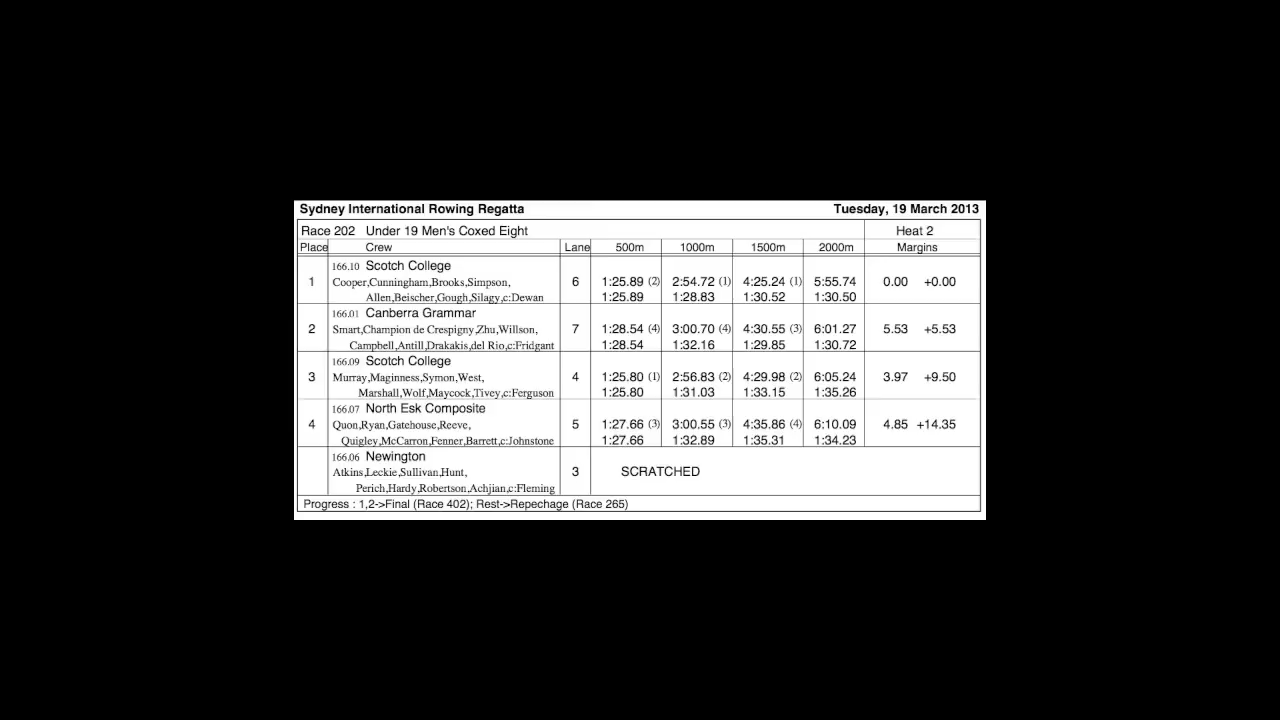 Sydney International Rowing Regatta Tuesday, 19 March 2013
Race 202 Under 19 Men's Coxed Eight Heat 2
Place Crew Lane 500m 1000m 1500m 2000m Margins
166.10 Scotch College
1 Cooper,Cunningham,Brooks,Simpson, 6 1:25.89 (2) 2:54.72 (1) 4:25.24 (1) 5:55.74 0.00 +0.00
Allen,Beischer,Gough,Silagy,c:Dewan 1:25.89 1:28.83 1:30.52 1:30.50
166.01 Canberra Grammar
2 Smart,Champion de Crespigny,Zhu,Willson, 7 1:28.54 (4) 3:00.70 (4) 4:30.55 (3) 6:01.27 5.53 +5.53
Campbell,Antill,Drakakis,del Rio,c:Fridgant 1:28.54 1:32.16 1:29.85 1:30.72
166.09 Scotch College
3 Murray,Maginness,Symon,West, 4 1:25.80 (1) 2:56.83 (2) 4:29.98 (2) 6:05.24 3.97 +9.50
Marshall,Wolf,Maycock,Tivey,c:Ferguson 1:25.80 1:31.03 1:33.15 1:35.26
166.07 North Esk Composite
4 Quon,Ryan,Gatehouse,Reeve, 5 1:27.66 (3) 3:00.55 (3) 4:35.86 (4) 6:10.09 4.85 +14.35
Quigley,McCarron,Fenner,Barrett,c:Johnstone 1:27.66 1:32.89 1:35.31 1:34.23
166.06 Newington
Atkins,Leckie,Sullivan,Hunt, 3 SCRATCHED
Perich,Hardy,Robertson,Achjian,c:Fleming
Progress : 1,2->Final (Race 402); Rest->Repechage (Race 265)